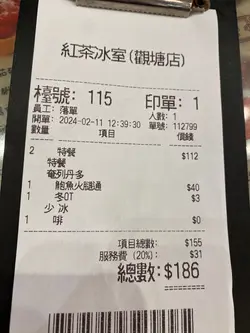 紅茶冰室(觀塘店)
檯號: 115 印單: 1
員工: 落單 人數: 1
開單: 2024-02-11 12:39:30 單號: 112799
數量 項目 價錢
2 特餐 $112
特餐
奄列丹多
1 鮑魚火腿通 $40
1 冬OT $3
少 冰
1 啡 $0
項目總數: $155
服務費 (20%): $31
總數: $186